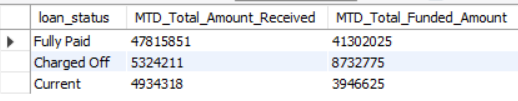 loan_status MTD_Total_Amount_Received MTD_Total_Funded_Amount
Fully Paid 47815851 41302025
Charged Off 5324211 8732775
Current 4934318 3946625